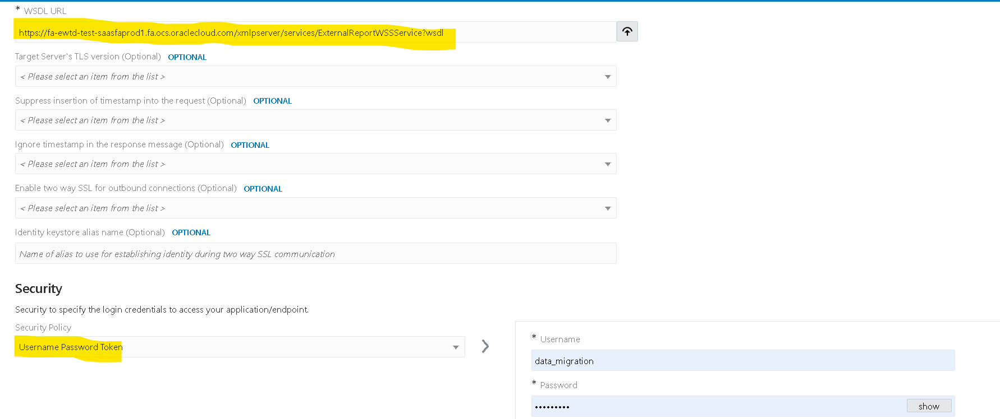 * WSDL URL
https://fa-ewtd-test-saasfaprod1.fa.ocs.oraclecloud.com/xmlpserver/services/ExternalReportWSSService?wsdl
Target Server's TLS version (Optional) OPTIONAL
< Please select an item from the list >
Suppress insertion of timestamp into the request (Optional) OPTIONAL
< Please select an item from the list >
Ignore timestamp in the response message (Optional) OPTIONAL
< Please select an item from the list >
Enable two way SSL for outbound connections (Optional) OPTIONAL
< Please select an item from the list >
Identity keystore alias name (Optional) OPTIONAL
Name of alias to use for establishing identity during two way SSL communication
Security
Security to specify the login credentials to access your application/endpoint.
Security Policy
Username Password Token
* Username
data_migration
* Password
•••••••••
show